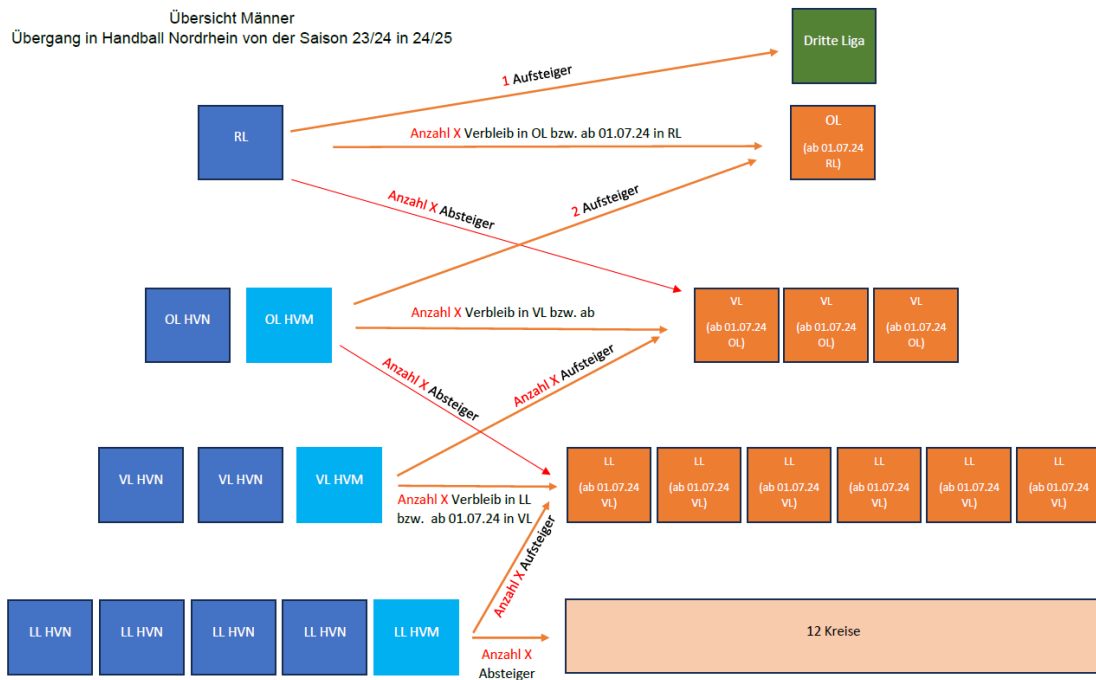 Übersicht Männer
Übergang in Handball Nordrhein von der Saison 23/24 in 24/25
Dritte Liga
1 Aufsteiger
RL
Anzahl X Verbleib in OL bzw. ab 01.07.24 in RL
OL
(ab 01.07.24
RL)
Anzahl X Absteiger
2 Aufsteiger
OL HVN
OL HVM
Anzahl X Verbleib in VL bzw. ab
VL
(ab 01.07.24
OL)
VL
(ab 01.07.24
OL)
VL
(ab 01.07.24
OL)
Anzahl X Absteiger
Anzahl X Aufsteiger
VL HVN
VL HVN
VL HVM
Anzahl X Verbleib in LL
bzw. ab 01.07.24 in VL
LL
(ab 01.07.24
VL)
LL
(ab 01.07.24
VL)
LL
(ab 01.07.24
VL)
LL
(ab 01.07.24
VL)
LL
(ab 01.07.24
VL)
LL
(ab 01.07.24
VL)
Anzahl X Aufsteiger
LL HVN
LL HVN
LL HVN
LL HVN
LL HVM
Anzahl X
Absteiger
12 Kreise